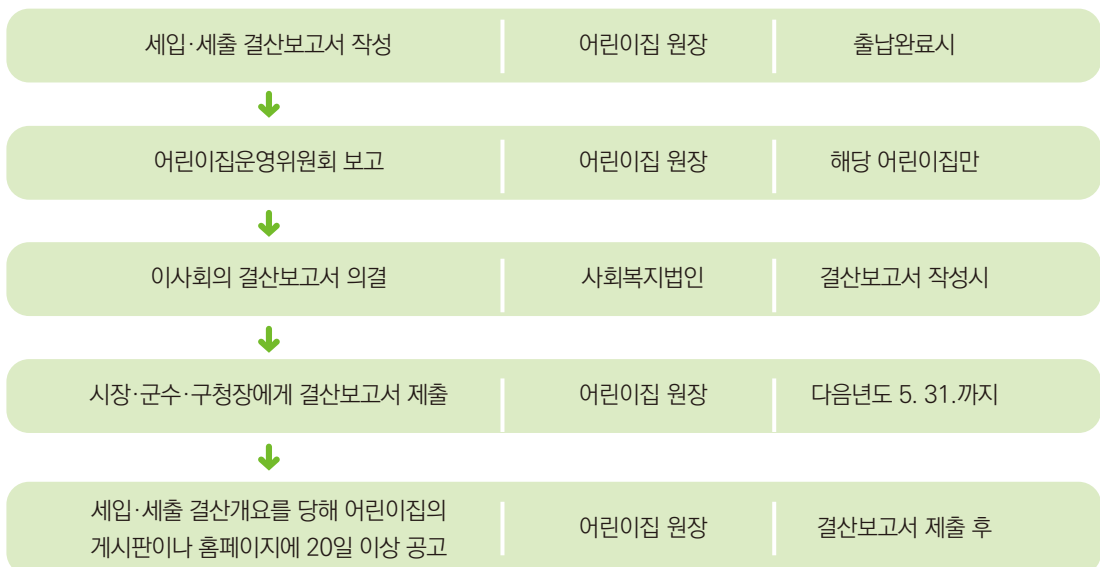 세입·세출 결산보고서 작성 어린이집 원장 출납완료시
어린이집운영위원회 보고 어린이집 원장 해당 어린이집만
이사회의 결산보고서 의결 사회복지법인 결산보고서 작성시
시장·군수·구청장에게 결산보고서 제출 어린이집 원장 다음년도 5. 31.까지
세입·세출 결산개요를 당해 어린이집의
게시판이나 홈페이지에 20일 이상 공고
어린이집 원장 결산보고서 제출 후